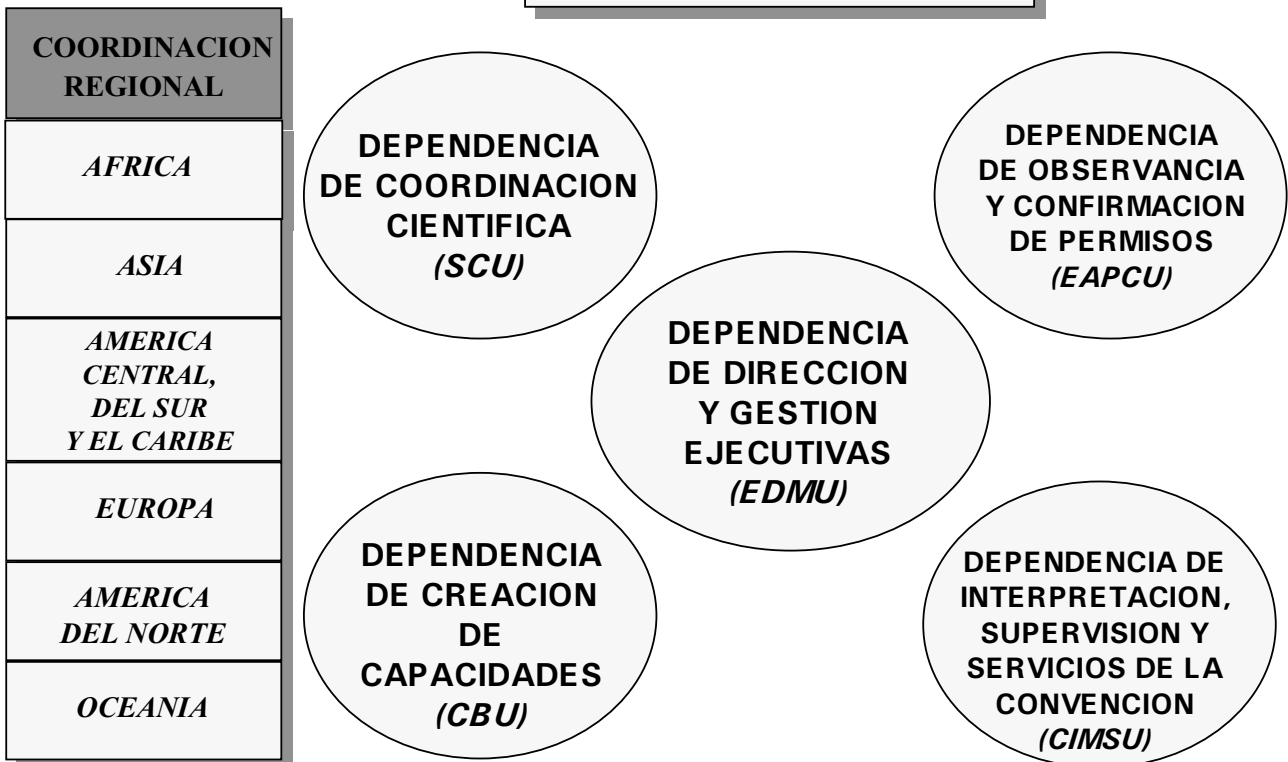 COORDINACION
REGIONAL
AFRICA
ASIA
AMERICA
CENTRAL,
DEL SUR
Y EL CARIBE
EUROPA
AMERICA
DEL NORTE
OCEANIA
DEPENDENCIA
DE COORDINACION
CIENTIFICA
(SCU)
DEPENDENCIA
DE OBSERVANCIA
Y CONFIRMACION
DE PERMISOS
(EAPCU)
DEPENDENCIA
DE DIRECCION
Y GESTION
EJECUTIVAS
(EDMU)
DEPENDENCIA
DE CREACION
DE
CAPACIDADES
(CBU)
DEPENDENCIA DE
INTERPRETACION,
SUPERVISION Y
SERVICIOS DE LA
CONVENCION
(CIMSU)